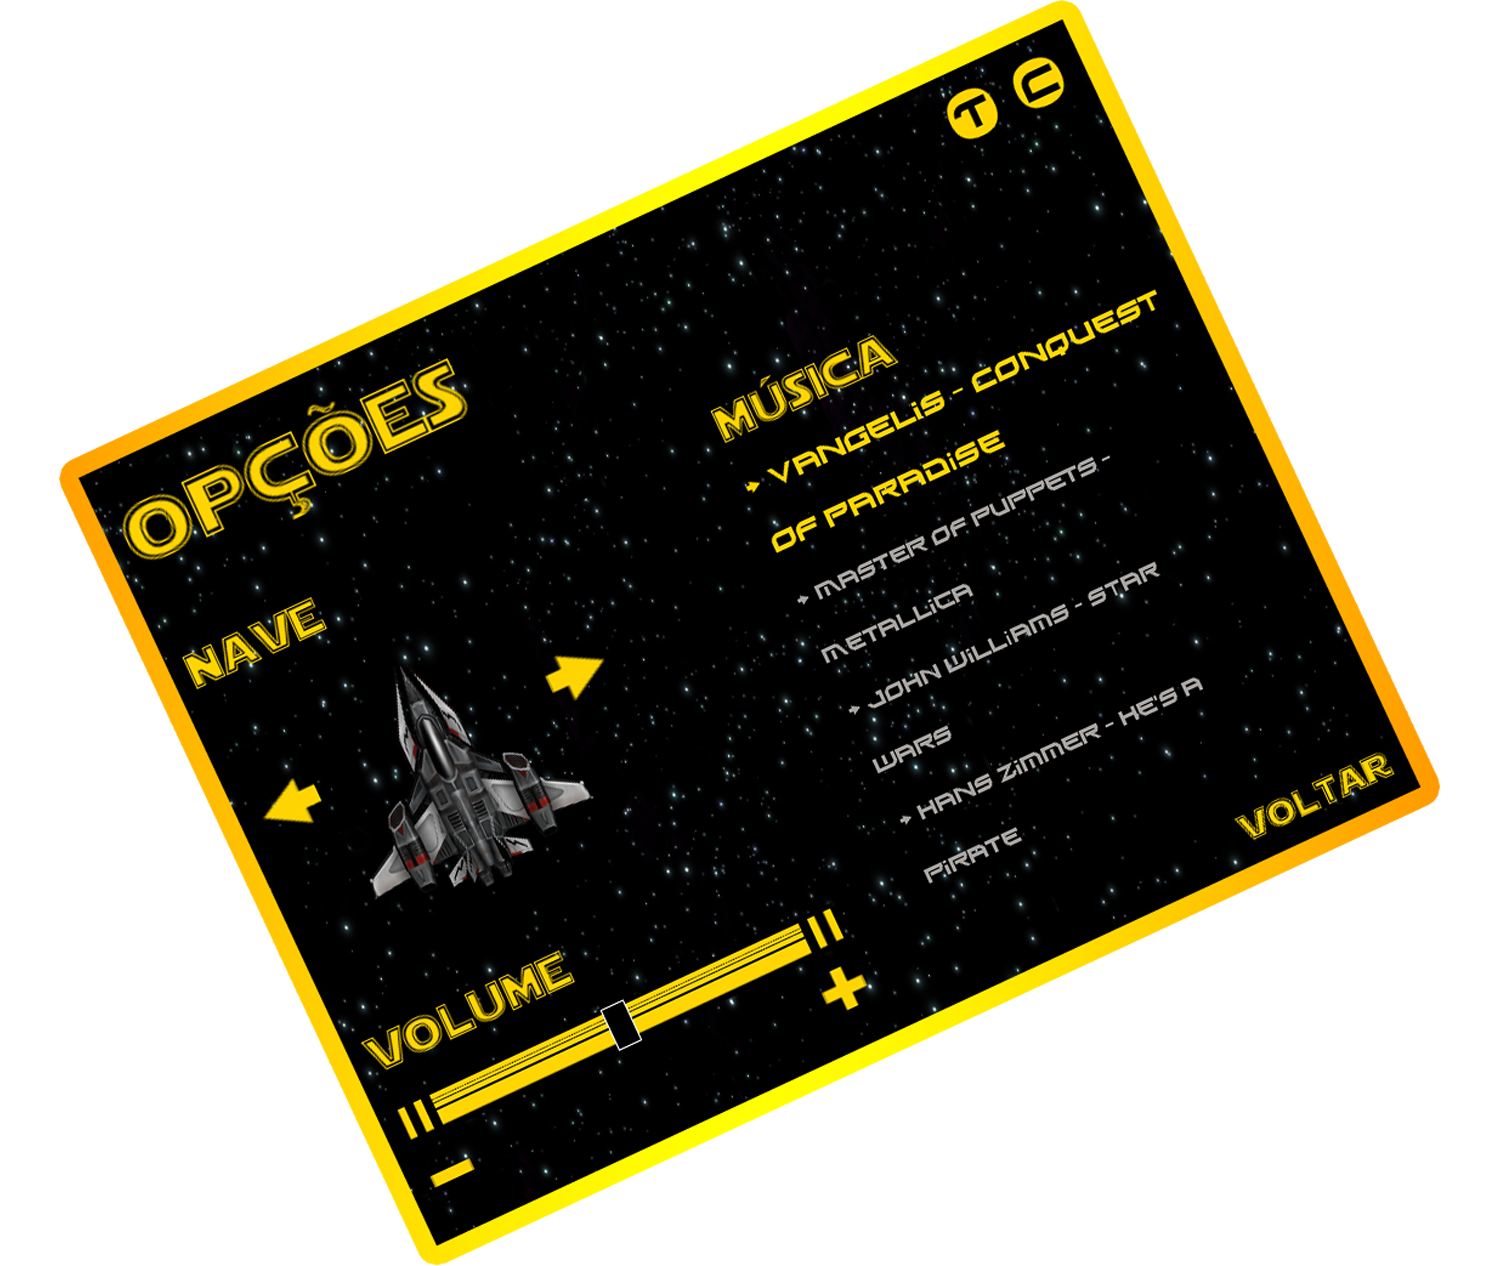 T C
OPÇÕES
NAVE
VOLUME
+
-
MÚSICA
VANGELIS - CONQUEST
OF PARADISE
MASTER OF PUPPETS -
METALLICA
JOHN WILLIAMS - STAR
WARS
HANS ZIMMER - HE'S A
PIRATE
VOLTAR